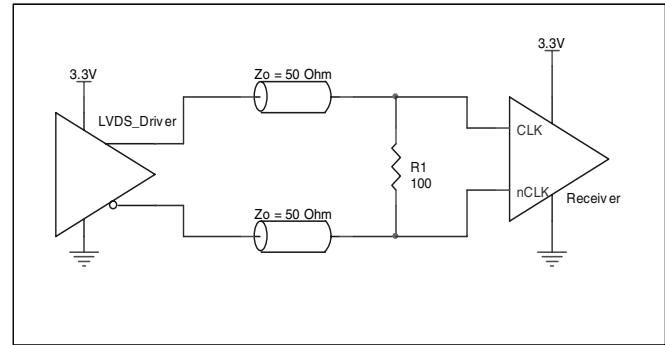 3.3V
LVDS_Driver
Zo = 50 Ohm
3.3V
CLK
R1
100
nCLK
Receiver
Zo = 50 Ohm